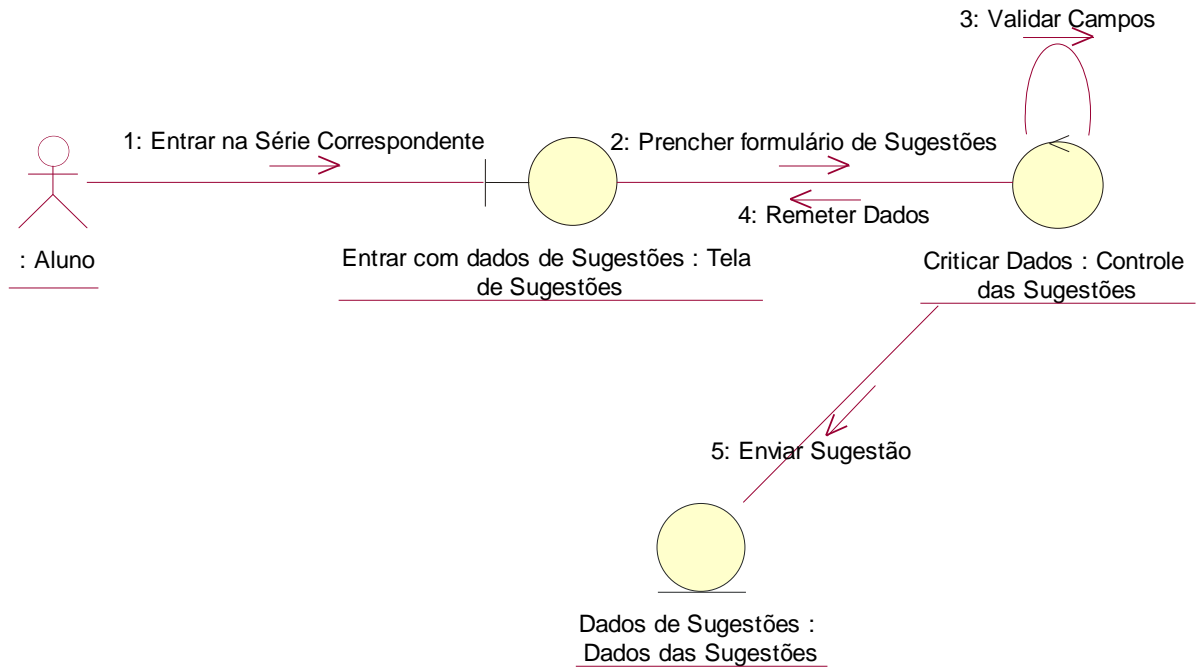 3: Validar Campos
1: Entrar na Série Correspondente
2: Prencher formulário de Sugestões
4: Remeter Dados
: Aluno
Entrar com dados de Sugestões : Tela
de Sugestões
Criticar Dados : Controle
das Sugestões
5: Enviar Sugestão
Dados de Sugestões :
Dados das Sugestões